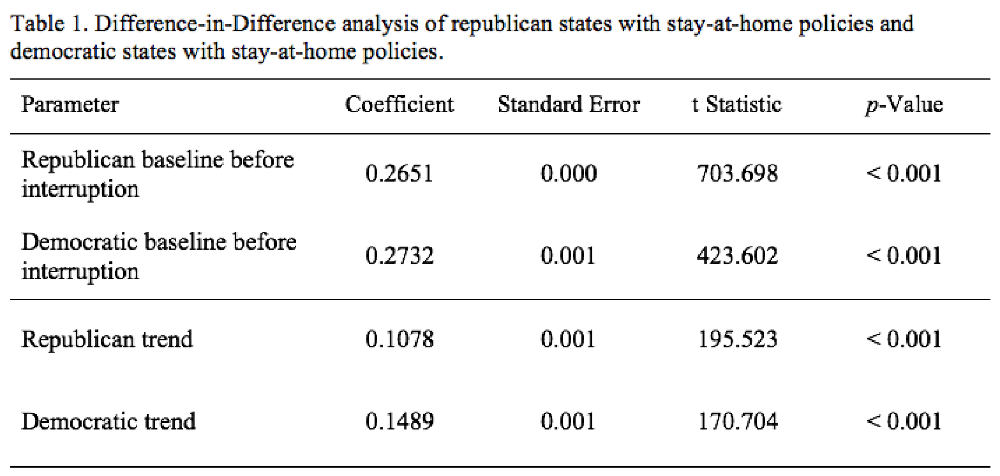 Table 1. Difference-in-Difference analysis of republican states with stay-at-home policies and
democratic states with stay-at-home policies.
Parameter Coefficient Standard Error t Statistic p-Value
Republican baseline before
interruption 0.2651 0.000 703.698 < 0.001
Democratic baseline before
interruption 0.2732 0.001 423.602 < 0.001
Republican trend 0.1078 0.001 195.523 < 0.001
Democratic trend 0.1489 0.001 170.704 < 0.001